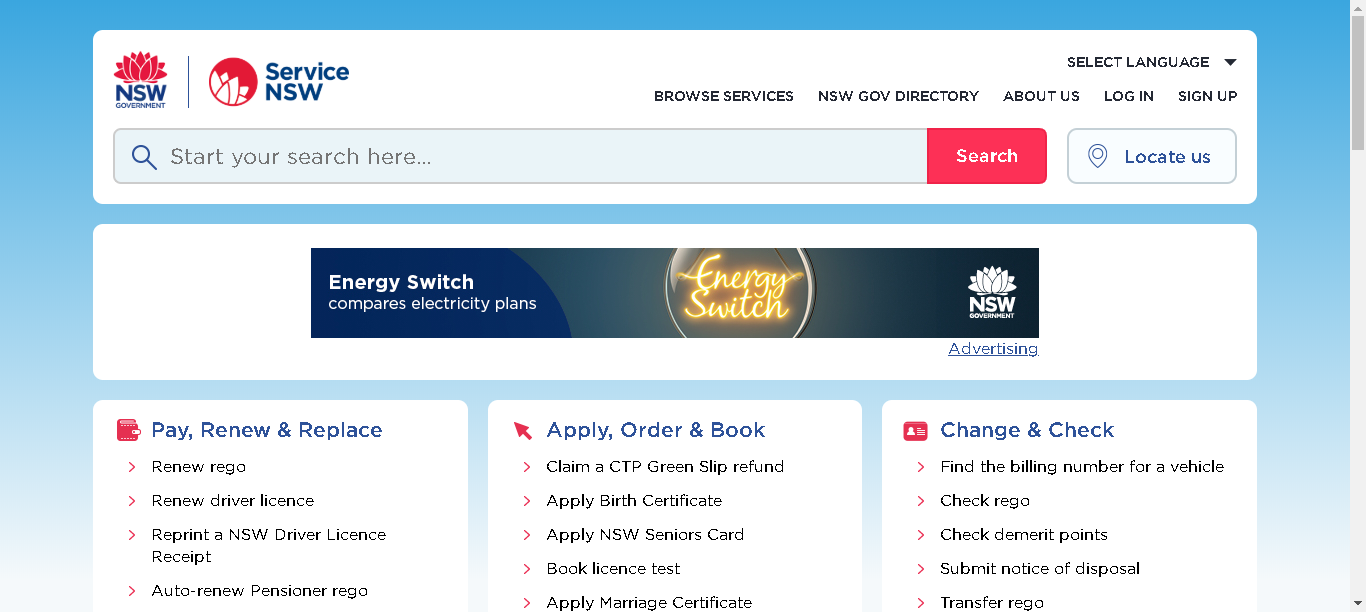 NSW
GOVERNMENT
Service
NSW
SELECT LANGUAGE
BROWSE SERVICES NSW GOV DIRECTORY ABOUT US LOG IN SIGN UP
Start your search here... Search Locate us
Energy Switch
compares electricity plans
Energy
Switch
NSW
GOVERNMENT
Advertising
Pay, Renew & Replace
Renew rego
Renew driver licence
Reprint a NSW Driver Licence
Receipt
Auto-renew Pensioner rego
Apply, Order & Book
Claim a CTP Green Slip refund
Apply Birth Certificate
Apply NSW Seniors Card
Book licence test
Apply Marriage Certificate
Change & Check
Find the billing number for a vehicle
Check rego
Check demerit points
Submit notice of disposal
Transfer rego